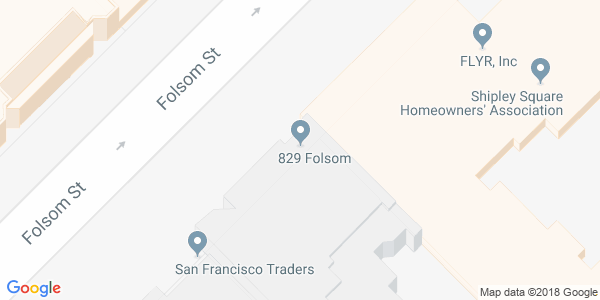 Folsom St
FLYR, Inc
Shipley Square
Homeowners' Association
829 Folsom
Folsom St
San Francisco Traders
Google
Map data ©2018 Google